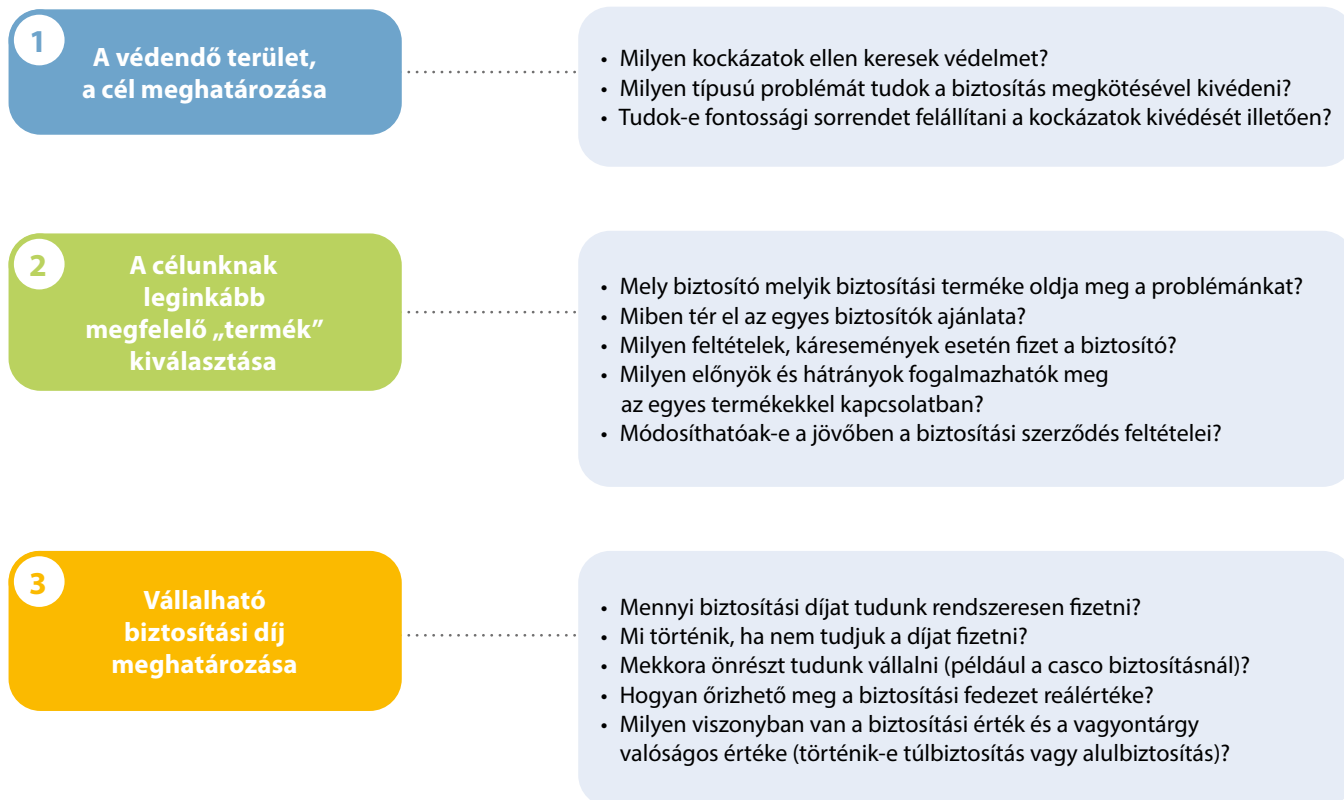 1
A védendő terület,
a cél meghatározása
• Milyen kockázatok ellen keresek védelmet?
• Milyen típusú problémát tudok a biztosítás megkötésével kivédeni?
• Tudok-e fontossági sorrendet felállítani a kockázatok kivédését illetően?
2
A célunknak
leginkább
megfelelő „termék”
kiválasztása
• Mely biztosító melyik biztosítási terméke oldja meg a problémánkat?
• Miben tér el az egyes biztosítók ajánlata?
• Milyen feltételek, káresemények esetén fizet a biztosító?
• Milyen előnyök és hátrányok fogalmazhatók meg
az egyes termékekkel kapcsolatban?
• Módosíthatóak-e a jövőben a biztosítási szerződés feltételei?
3
Vállalható
biztosítási díj
meghatározása
• Mennyi biztosítási díjat tudunk rendszeresen fizetni?
• Mi történik, ha nem tudjuk a díjat fizetni?
• Mekkora önrészt tudunk vállalni (például a casco biztosításnál)?
• Hogyan őrizhető meg a biztosítási fedezet reálértéke?
• Milyen viszonyban van a biztosítási érték és a vagyontárgy
valóságos értéke (történik-e túlbiztosítás vagy alulbiztosítás)?